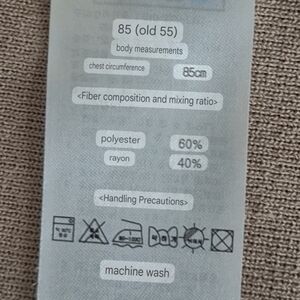 85 (old 55)
body measurements
chest circumference 85cm
<Fiber composition and mixing ratio>
polyester 60%
rayon 40%
<Handling Precautions>
machine wash